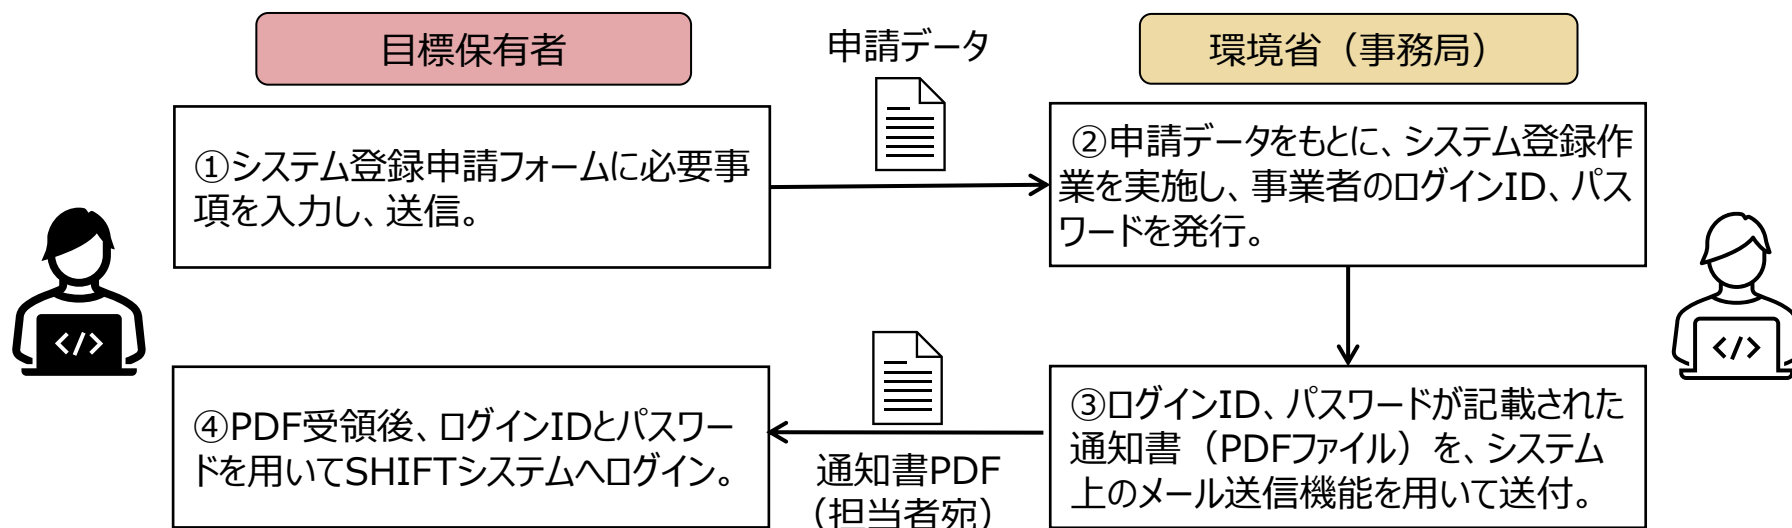 目標保有者
申請データ
環境省（事務局）
①システム登録申請フォームに必要事
項を入力し、送信。
②申請データをもとに、システム登録作
業を実施し、事業者のログインID、パス
ワードを発行。
③ログインID、パスワードが記載された
通知書（PDFファイル）を、システム
上のメール送信機能を用いて送付。
通知書PDF
（担当者宛）
④PDF受領後、ログインIDとパスワー
ドを用いてSHIFTシステムへログイン。